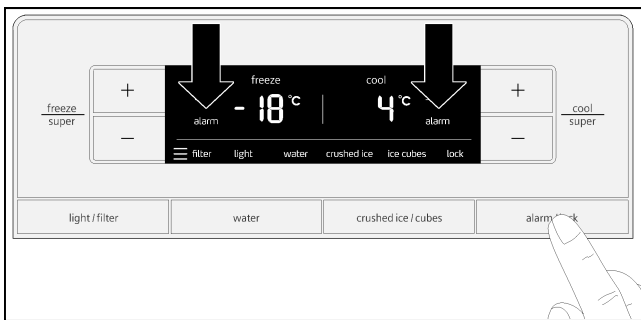 freeze cool
+ - 18 °C 4 °C +
freeze
super
cool
super
alarm alarm
− −
filter light water crushed ice ice cubes lock
light / filter water crushed ice / cubes alarm